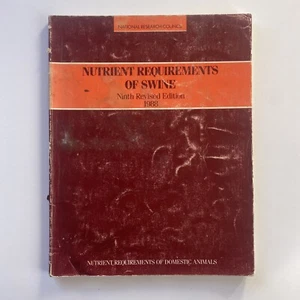 NATIONAL RESEARCH COUNCIL
NUTRIENT REQUIREMENTS
OF SWINE
Ninth Revised Edition
1988
NUTRIENT REQUIREMENTS OF DOMESTIC ANIMALS